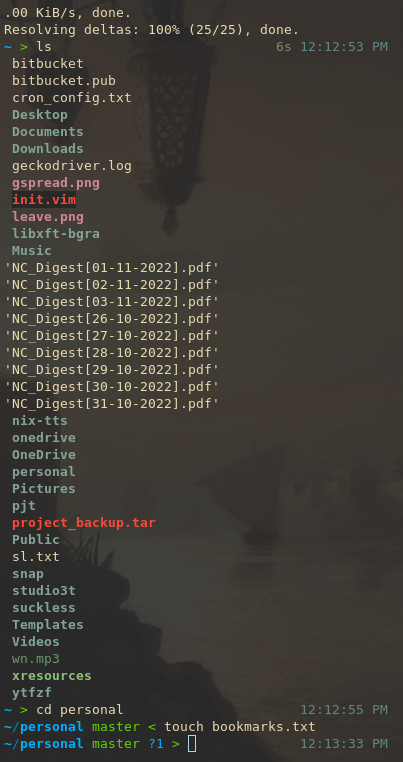 .00 KiB/s, done.
Resolving deltas: 100% (25/25), done.
~ > ls 6s 12:12:53 PM
bitbucket
bitbucket.pub
cron_config.txt
Desktop
Documents
Downloads
geckodriver.log
gspread.png
init.vim
leave.png
libxft-bgra
Music
'NC_Digest[01-11-2022].pdf'
'NC_Digest[02-11-2022].pdf'
'NC_Digest[03-11-2022].pdf'
'NC_Digest[26-10-2022].pdf'
'NC_Digest[27-10-2022].pdf'
'NC_Digest[28-10-2022].pdf'
'NC_Digest[29-10-2022].pdf'
'NC_Digest[30-10-2022].pdf'
'NC_Digest[31-10-2022].pdf'
nix-tts
onedrive
OneDrive
personal
Pictures
pjt
project_backup.tar
Public
sl.txt
snap
studio3t
suckless
Templates
Videos
wn.mp3
xresources
ytfzf
~ > cd personal 12:12:55 PM
~/personal master < touch bookmarks.txt
~/personal master ?1 > 12:13:33 PM